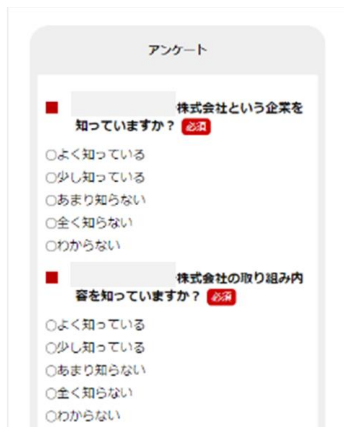 アンケート
株式会社という企業を
知っていますか？ 必須
○よく知っている
○少し知っている
○あまり知らない
○全く知らない
○わからない
株式会社の取り組み内
容を知っていますか？ 必須
○よく知っている
○少し知っている
○あまり知らない
○全く知らない
○わからない